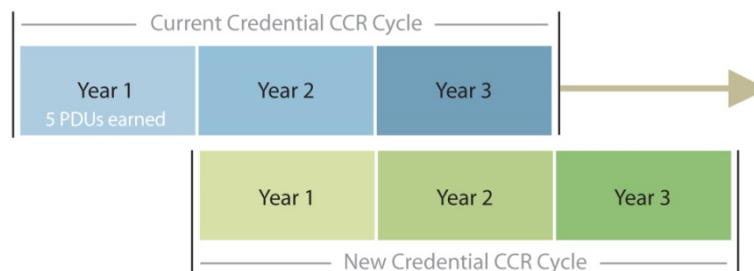 Current Credential CCR Cycle
Year 1 Year 2 Year 3
5 PDUs earned
Year 1 Year 2 Year 3
New Credential CCR Cycle